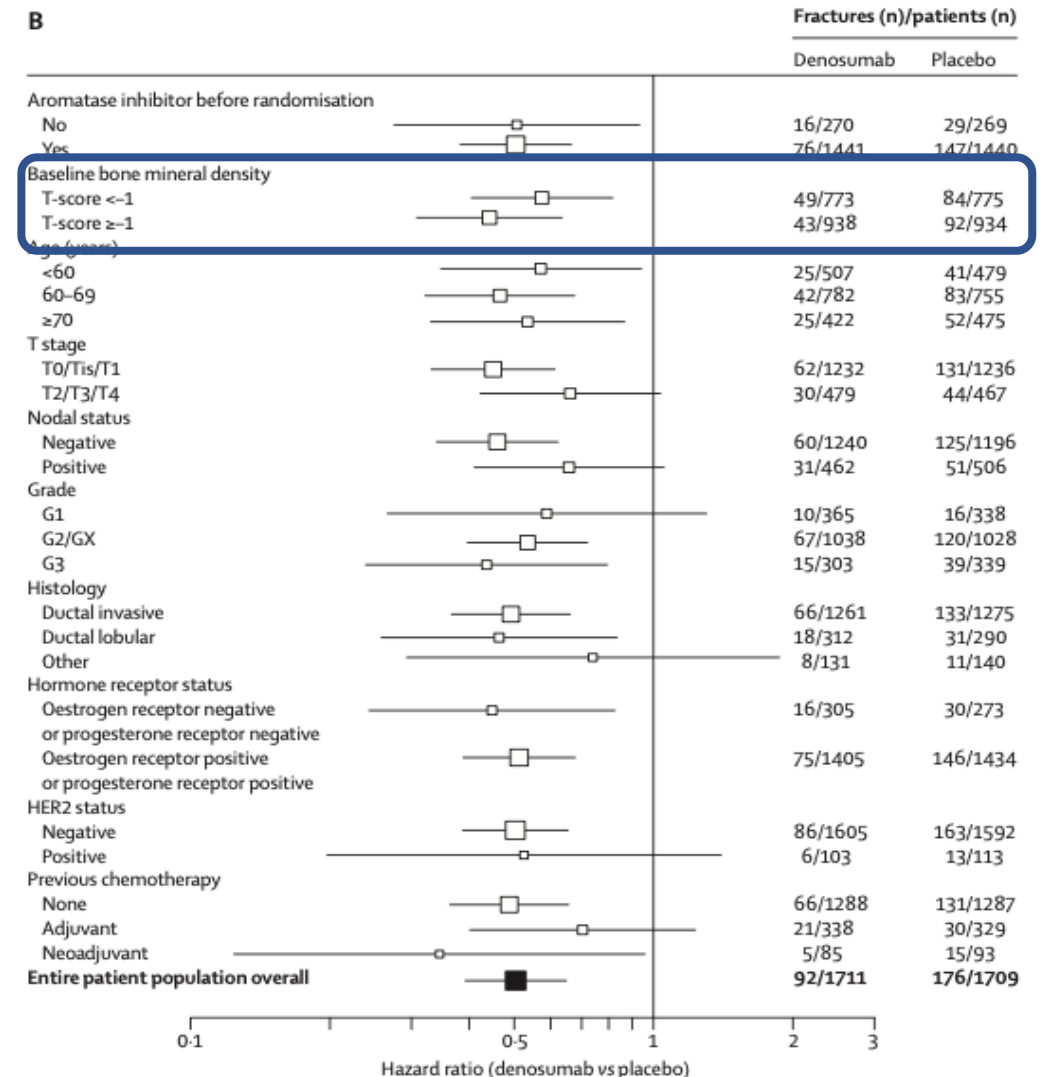 B
Fractures (n)/patients (n)
Denosumab Placebo
Aromatase inhibitor before randomisation
No 16/270 29/269
Yes 76/1441 147/1440
Baseline bone mineral density
T-score <–1 49/773 84/775
T-score ≥–1 43/938 92/934
Age (years)
<60 25/507 41/479
60–69 42/782 83/755
≥70 25/422 52/475
T stage
T0/Tis/T1 62/1232 131/1236
T2/T3/T4 30/479 44/467
Nodal status
Negative 60/1240 125/1196
Positive 31/462 51/506
Grade
G1 10/365 16/338
G2/GX 67/1038 120/1028
G3 15/303 39/339
Histology
Ductal invasive 66/1261 133/1275
Ductal lobular 18/312 31/290
Other 8/131 11/140
Hormone receptor status
Oestrogen receptor negative 16/305 30/273
or progesterone receptor negative
Oestrogen receptor positive 75/1405 146/1434
or progesterone receptor positive
HER2 status
Negative 86/1605 163/1592
Positive 6/103 13/113
Previous chemotherapy
None 66/1288 131/1287
Adjuvant 21/338 30/329
Neoadjuvant 5/85 15/93
Entire patient population overall 92/1711 176/1709
0·1 0·5 1 2 3
Hazard ratio (denosumab vs placebo)